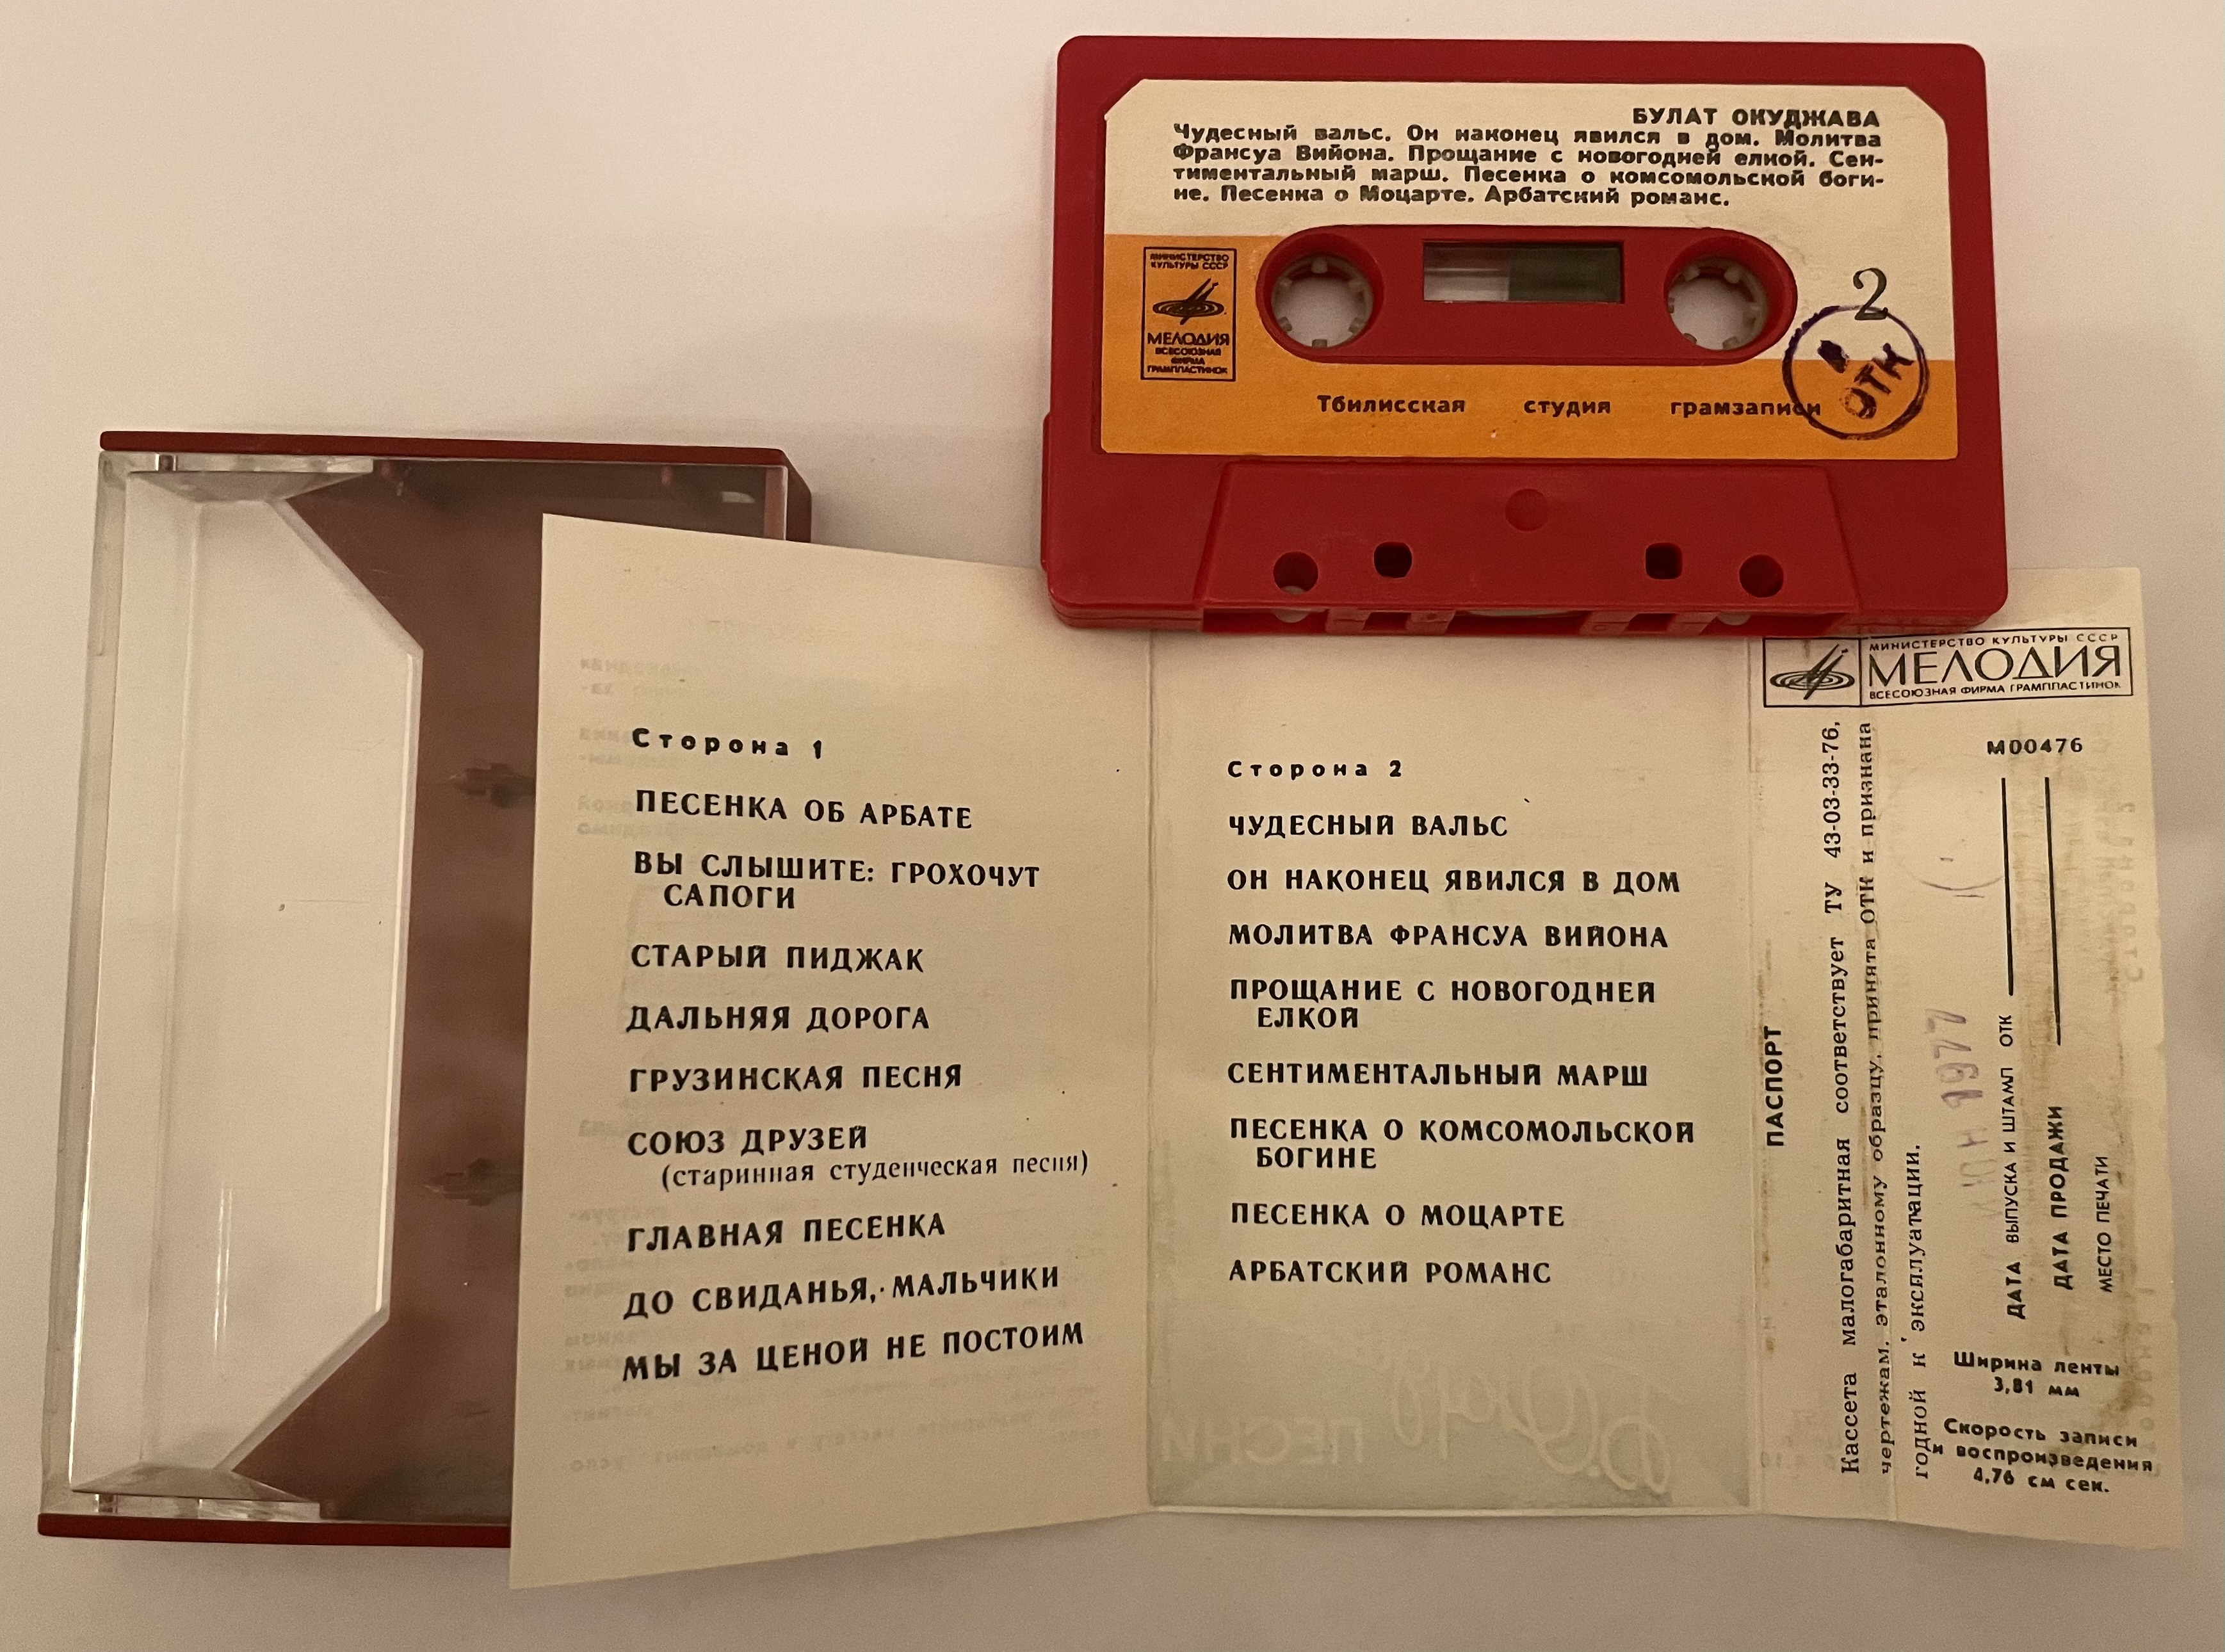 БУЛАТ ОКУДЖАВА
Чудесный вальс. Он наконец явился в дом. Молитва
Франсуа Вийона. Прощание с новогодней елкой. Сен-
тиментальный марш. Песенка о комсомольской боги-
не. Песенка о Моцарте. Арбатский романс.
МИНИСТЕРСТВО
КУЛЬТУРЫ СССР
МЕЛОДИЯ
ВСЕСОЮЗНАЯ
ФИРМА
ГРАМПЛАСТИНОК
2
ОТК
Тбилисская студия грамзаписи
Сторона 1
ПЕСЕНКА ОБ АРБАТЕ
ВЫ СЛЫШИТЕ: ГРОХОЧУТ
САПОГИ
СТАРЫЙ ПИДЖАК
ДАЛЬНЯЯ ДОРОГА
ГРУЗИНСКАЯ ПЕСНЯ
СОЮЗ ДРУЗЕЙ
(старинная студенческая песня)
ГЛАВНАЯ ПЕСЕНКА
ДО СВИДАНЬЯ, МАЛЬЧИКИ
МЫ ЗА ЦЕНОЙ НЕ ПОСТОИМ
Сторона 2
ЧУДЕСНЫЙ ВАЛЬС
ОН НАКОНЕЦ ЯВИЛСЯ В ДОМ
МОЛИТВА ФРАНСУА ВИЙОНА
ПРОЩАНИЕ С НОВОГОДНЕЙ
ЕЛКОЙ
СЕНТИМЕНТАЛЬНЫЙ МАРШ
ПЕСЕНКА О КОМСОМОЛЬСКОЙ
БОГИНЕ
ПЕСЕНКА О МОЦАРТЕ
АРБАТСКИЙ РОМАНС
МИНИСТЕРСТВО КУЛЬТУРЫ СССР
МЕЛОДИЯ
ВСЕСОЮЗНАЯ ФИРМА ГРАМПЛАСТИНОК
М00476
ПАСПОРТ
Кассета малогабаритная соответствует ТУ 43-03-33-76,
чертежам, эталонному образцу, принята ОТК и признана
годной к эксплуатации.
1977
ДАТА ВЫПУСКА И ШТАМП ОТК
ДАТА ПРОДАЖИ
МЕСТО ПЕЧАТИ
Ширина ленты
3,81 мм
Скорость записи
и воспроизведения
4,76 см сек.